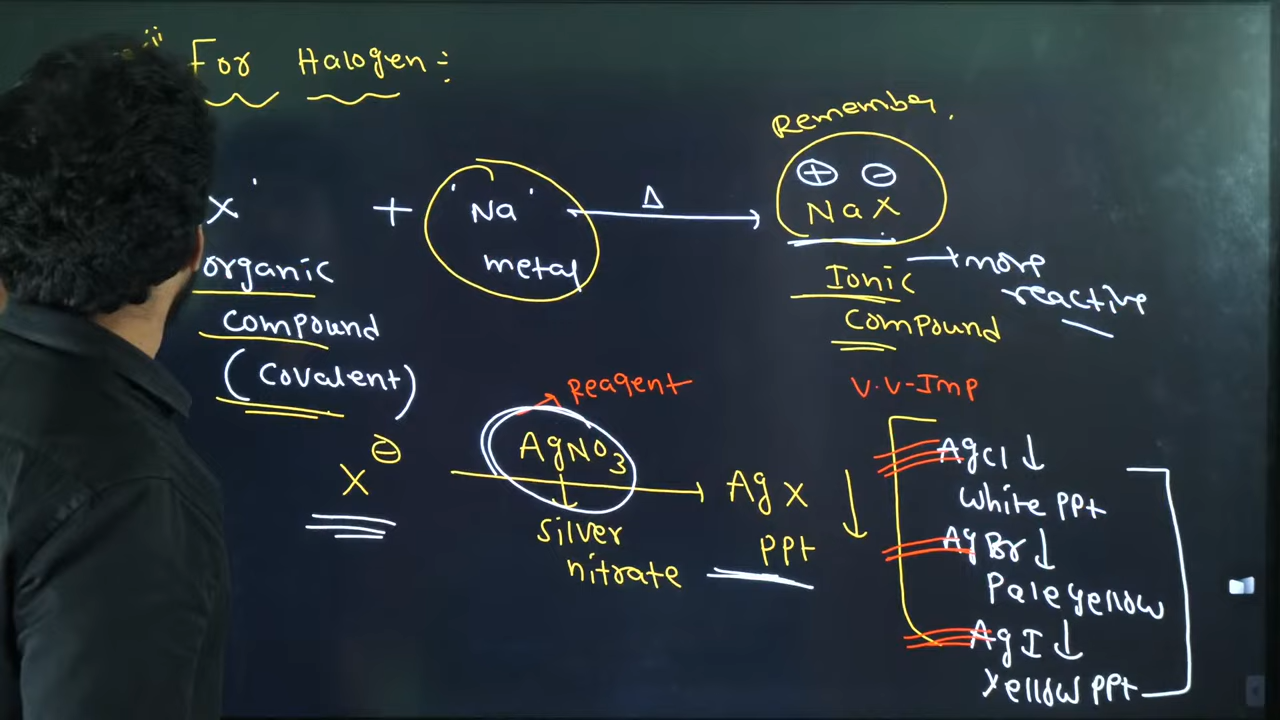 ii For Halogen :-
Remember.
⊕ ⊖
X + Na Δ NaX
metal
organic
compound
(covalent)
Ionic → more
reactive
compound
Reagent
V.V-Imp
X⊖ AgNO3 AgX ↓
ppt
silver
nitrate
AgCl ↓
White ppt
AgBr ↓
Pale yellow
AgI ↓
Yellow ppt